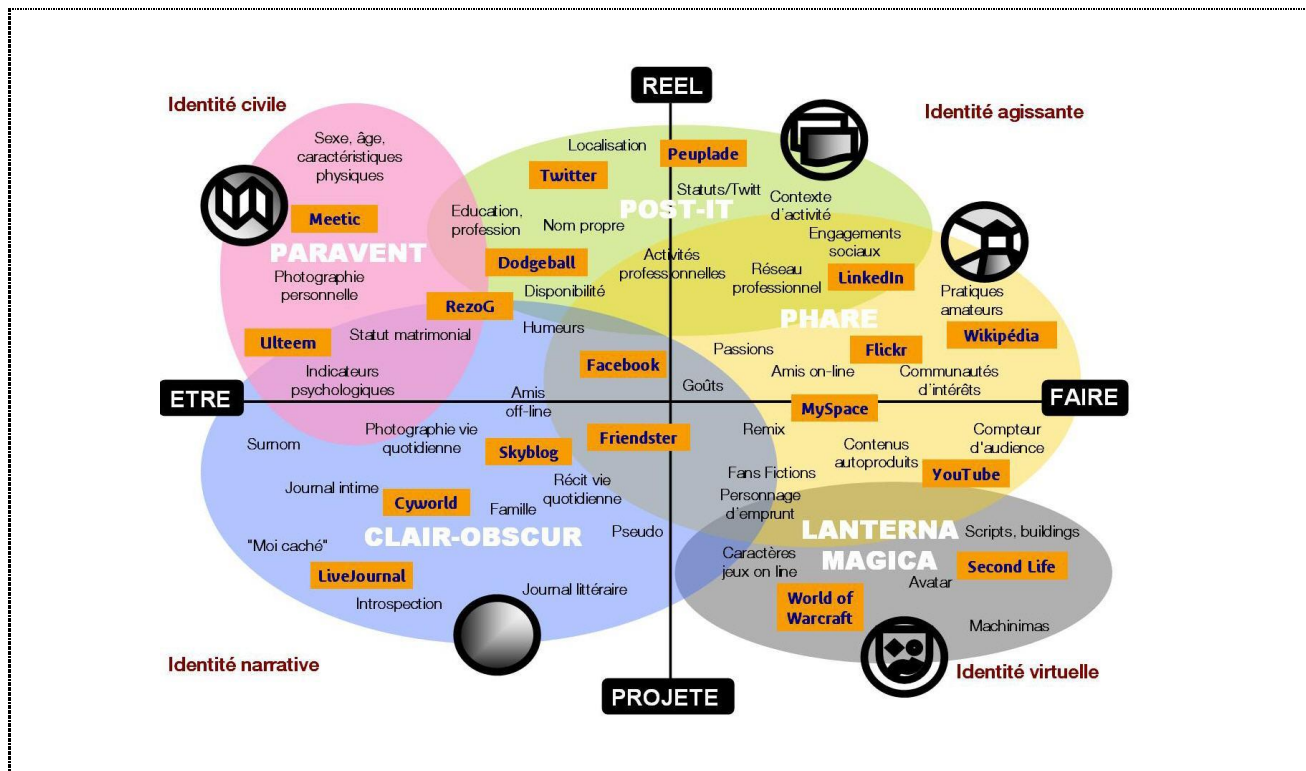 REEL
Identité civile
Identité agissante
Sexe, âge,
caractéristiques
physiques
Localisation
Peuplade
Twitter
Statuts/Twitt
Contexte
d'activité
POST-IT
Meetic
Education,
profession
Nom propre
Engagements
sociaux
PARAVENT
Dodgeball
Activités
professionnelles
Réseau
professionnel
LinkedIn
Photographie
personnelle
Disponibilité
Pratiques
amateurs
RezoG
PHARE
Humeurs
Wikipédia
Ulteem
Statut matrimonial
Passions
Flickr
Facebook
Indicateurs
psychologiques
Amis on-line
Communautés
d'intérêts
Goûts
ETRE
Amis
off-line
MySpace
FAIRE
Surnom
Photographie vie
quotidienne
Friendster
Remix
Compteur
d'audience
Skyblog
Contenus
autoproduits
YouTube
Journal intime
Récit vie
quotidienne
Fans Fictions
Cyworld
Famille
Personnage
d'emprunt
CLAIR-OBSCUR
Pseudo
LANTERNA
MAGICA
Scripts, buildings
"Moi caché"
Caractères
jeux on line
Second Life
LiveJournal
Avatar
Introspection
Journal littéraire
World of
Warcraft
Machinimas
Identité narrative
Identité virtuelle
PROJETE